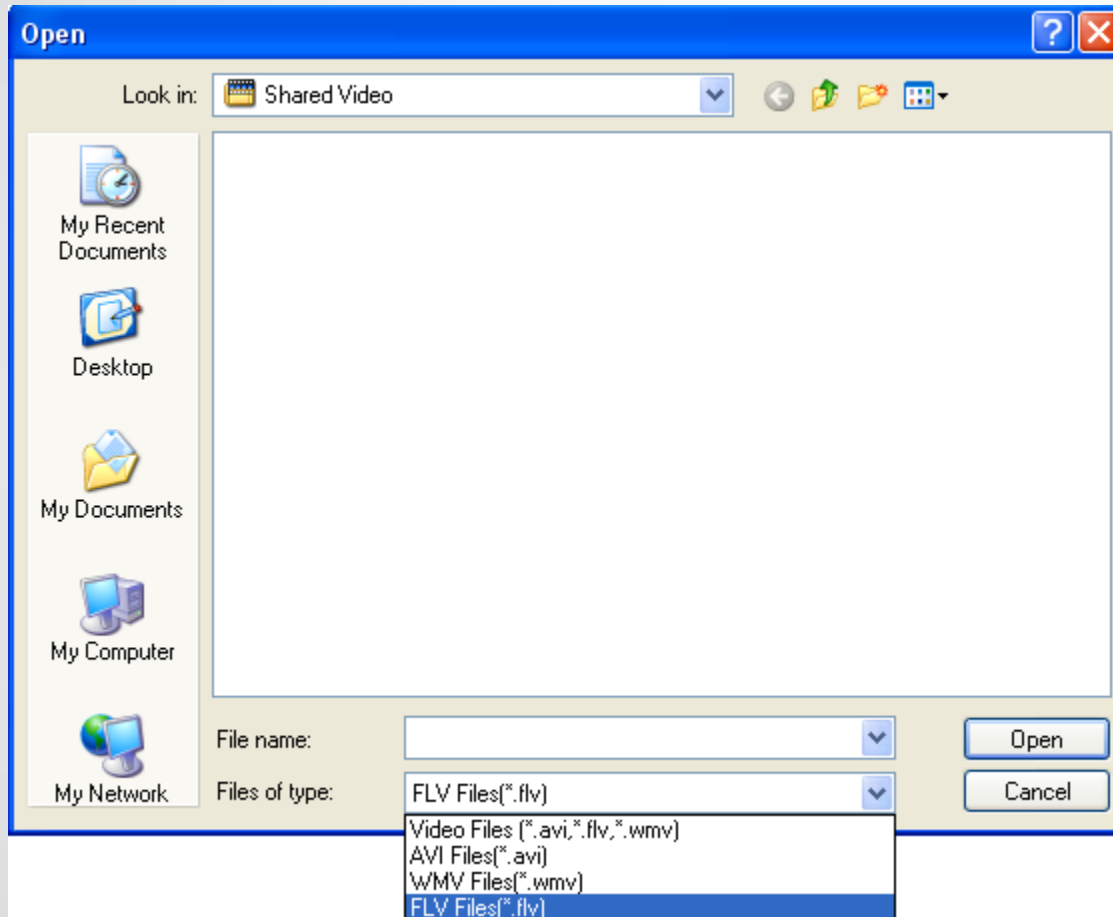 Open
Look in: Shared Video
My Recent
Documents
Desktop
My Documents
My Computer
My Network
File name:
Open
Files of type: FLV Files(*.flv)
Cancel
Video Files (*.avi,*.flv,*.wmv)
AVI Files(*.avi)
WMV Files(*.wmv)
FLV Files(*.flv)